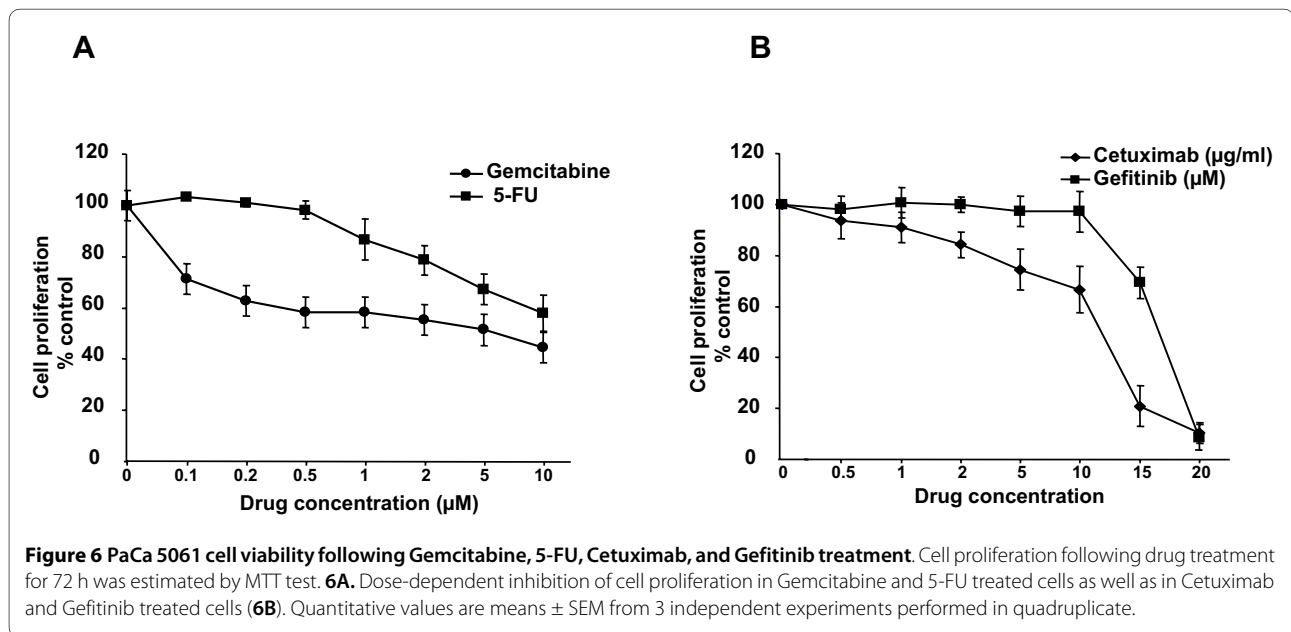 A
B
120
100
80
60
40
20
0
Cell proliferation
% control
Gemcitabine
5-FU
0 0.1 0.2 0.5 1 2 5 10
Drug concentration (µM)
120
100
80
60
40
20
0
Cell proliferation
% control
Cetuximab (µg/ml)
Gefitinib (µM)
0 0.5 1 2 5 10 15 20
Drug concentration
Figure 6 PaCa 5061 cell viability following Gemcitabine, 5-FU, Cetuximab, and Gefitinib treatment. Cell proliferation following drug treatment
for 72 h was estimated by MTT test. 6A. Dose-dependent inhibition of cell proliferation in Gemcitabine and 5-FU treated cells as well as in Cetuximab
and Gefitinib treated cells (6B). Quantitative values are means ± SEM from 3 independent experiments performed in quadruplicate.